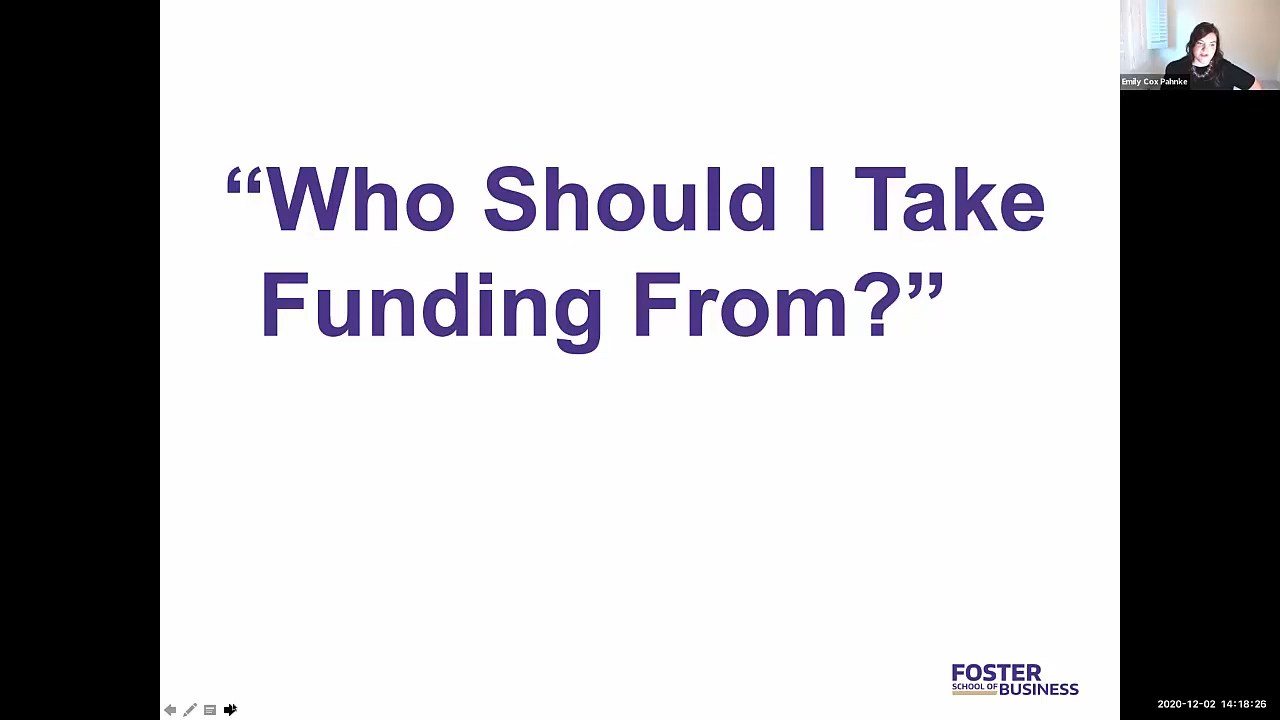 Emily Cox Pahnke
“Who Should I Take
Funding From?”
FOSTER
SCHOOL OF BUSINESS
2020-12-02 14:18:26